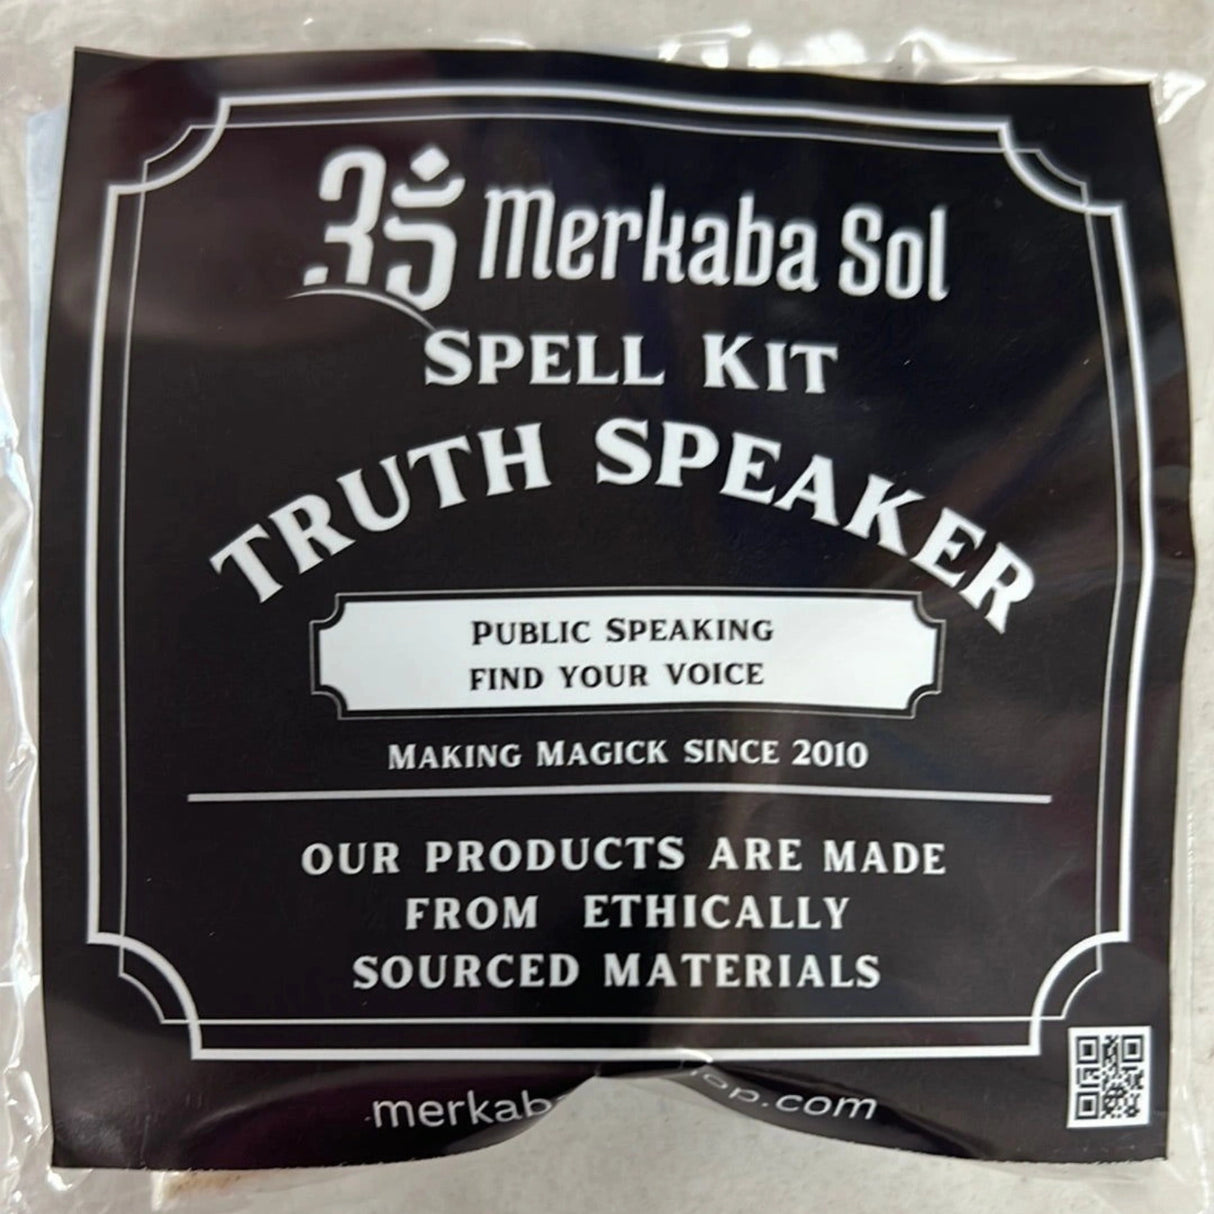 Merkaba Sol
SPELL KIT
TRUTH SPEAKER
PUBLIC SPEAKING
FIND YOUR VOICE
MAKING MAGICK SINCE 2010
OUR PRODUCTS ARE MADE
FROM ETHICALLY
SOURCED MATERIALS